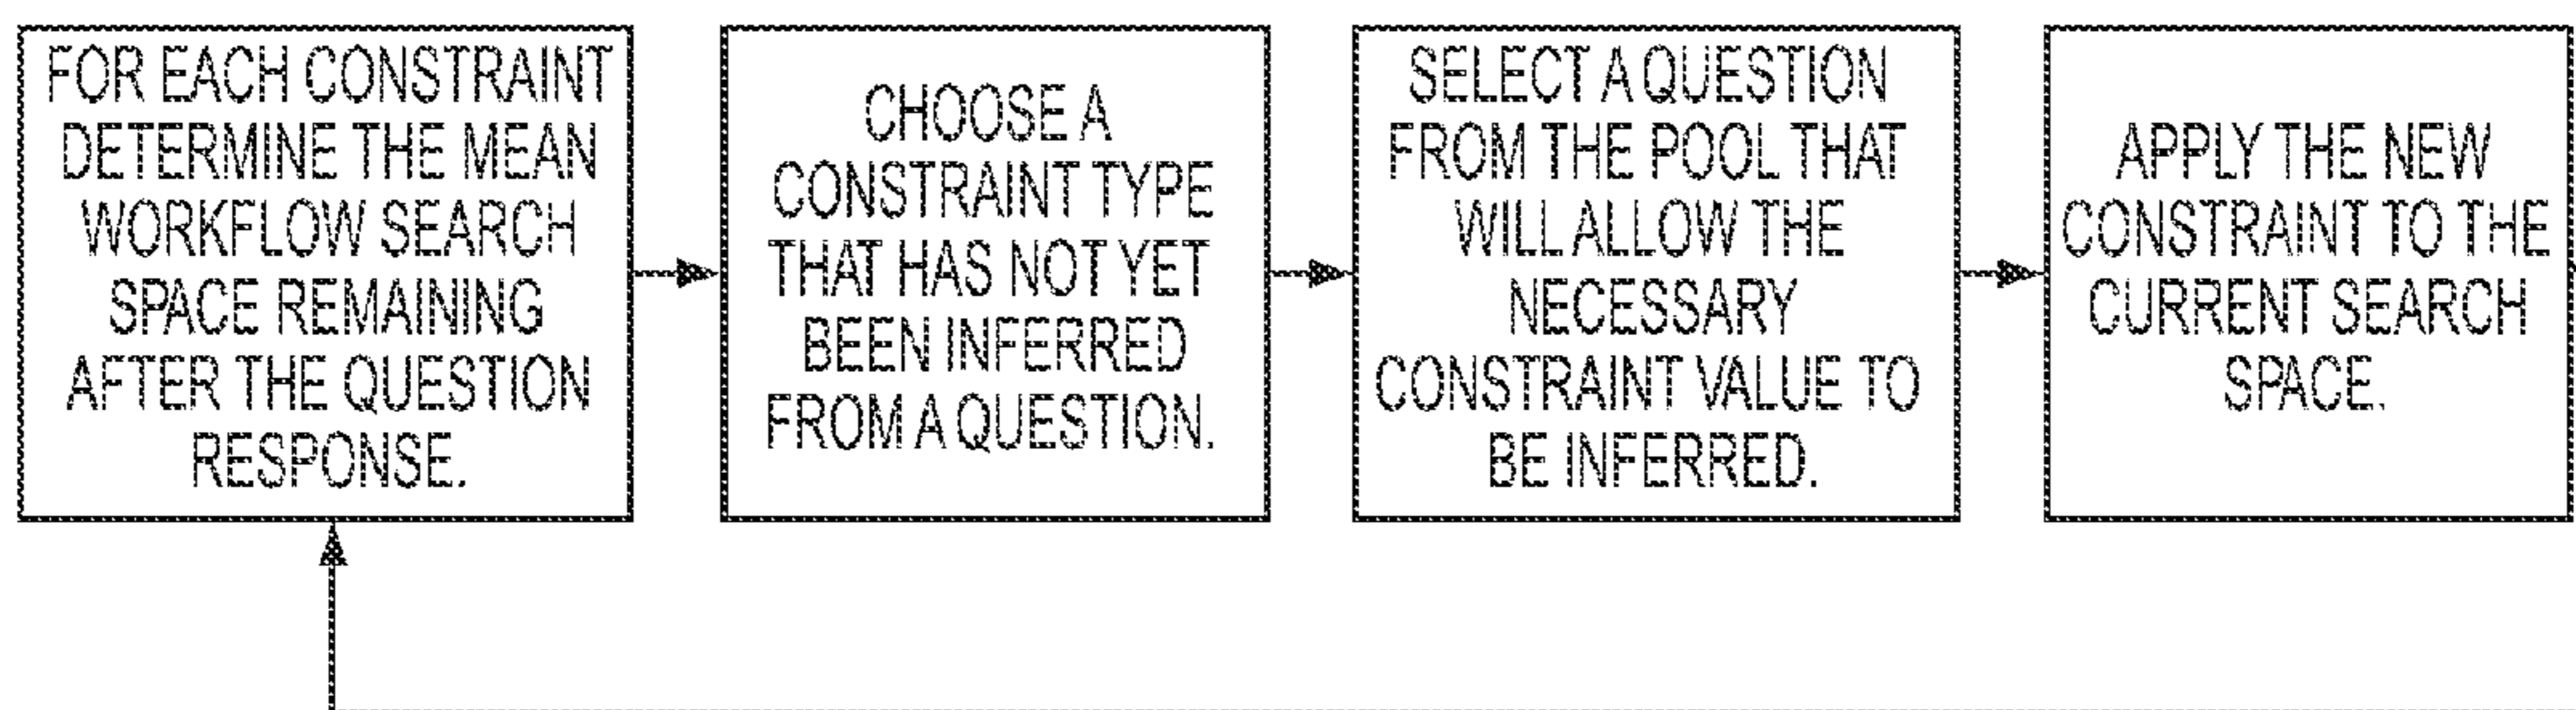 FOR EACH CONSTRAINT
DETERMINE THE MEAN
WORKFLOW SEARCH
SPACE REMAINING
AFTER THE QUESTION
RESPONSE.
CHOOSE A
CONSTRAINT TYPE
THAT HAS NOT YET
BEEN INFERRED
FROM A QUESTION.
SELECT A QUESTION
FROM THE POOL THAT
WILL ALLOW THE
NECESSARY
CONSTRAINT VALUE TO
BE INFERRED.
APPLY THE NEW
CONSTRAINT TO THE
CURRENT SEARCH
SPACE.